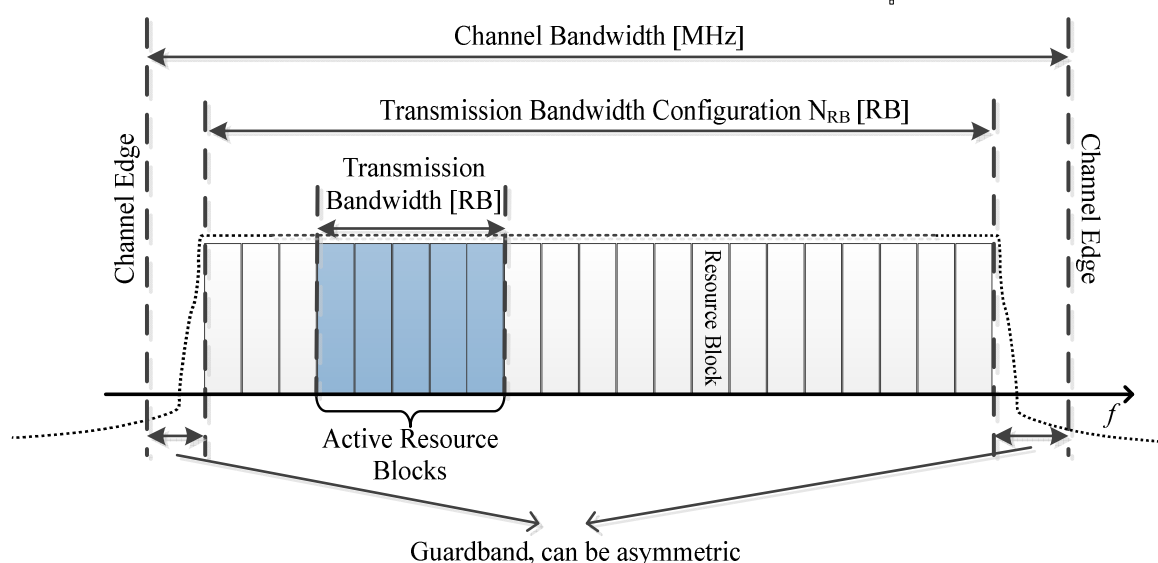 Channel Bandwidth [MHz]
Transmission Bandwidth Configuration NRB [RB]
Channel Edge
Transmission
Bandwidth [RB]
Channel Edge
Resource Block
f
Active Resource
Blocks
Guardband, can be asymmetric